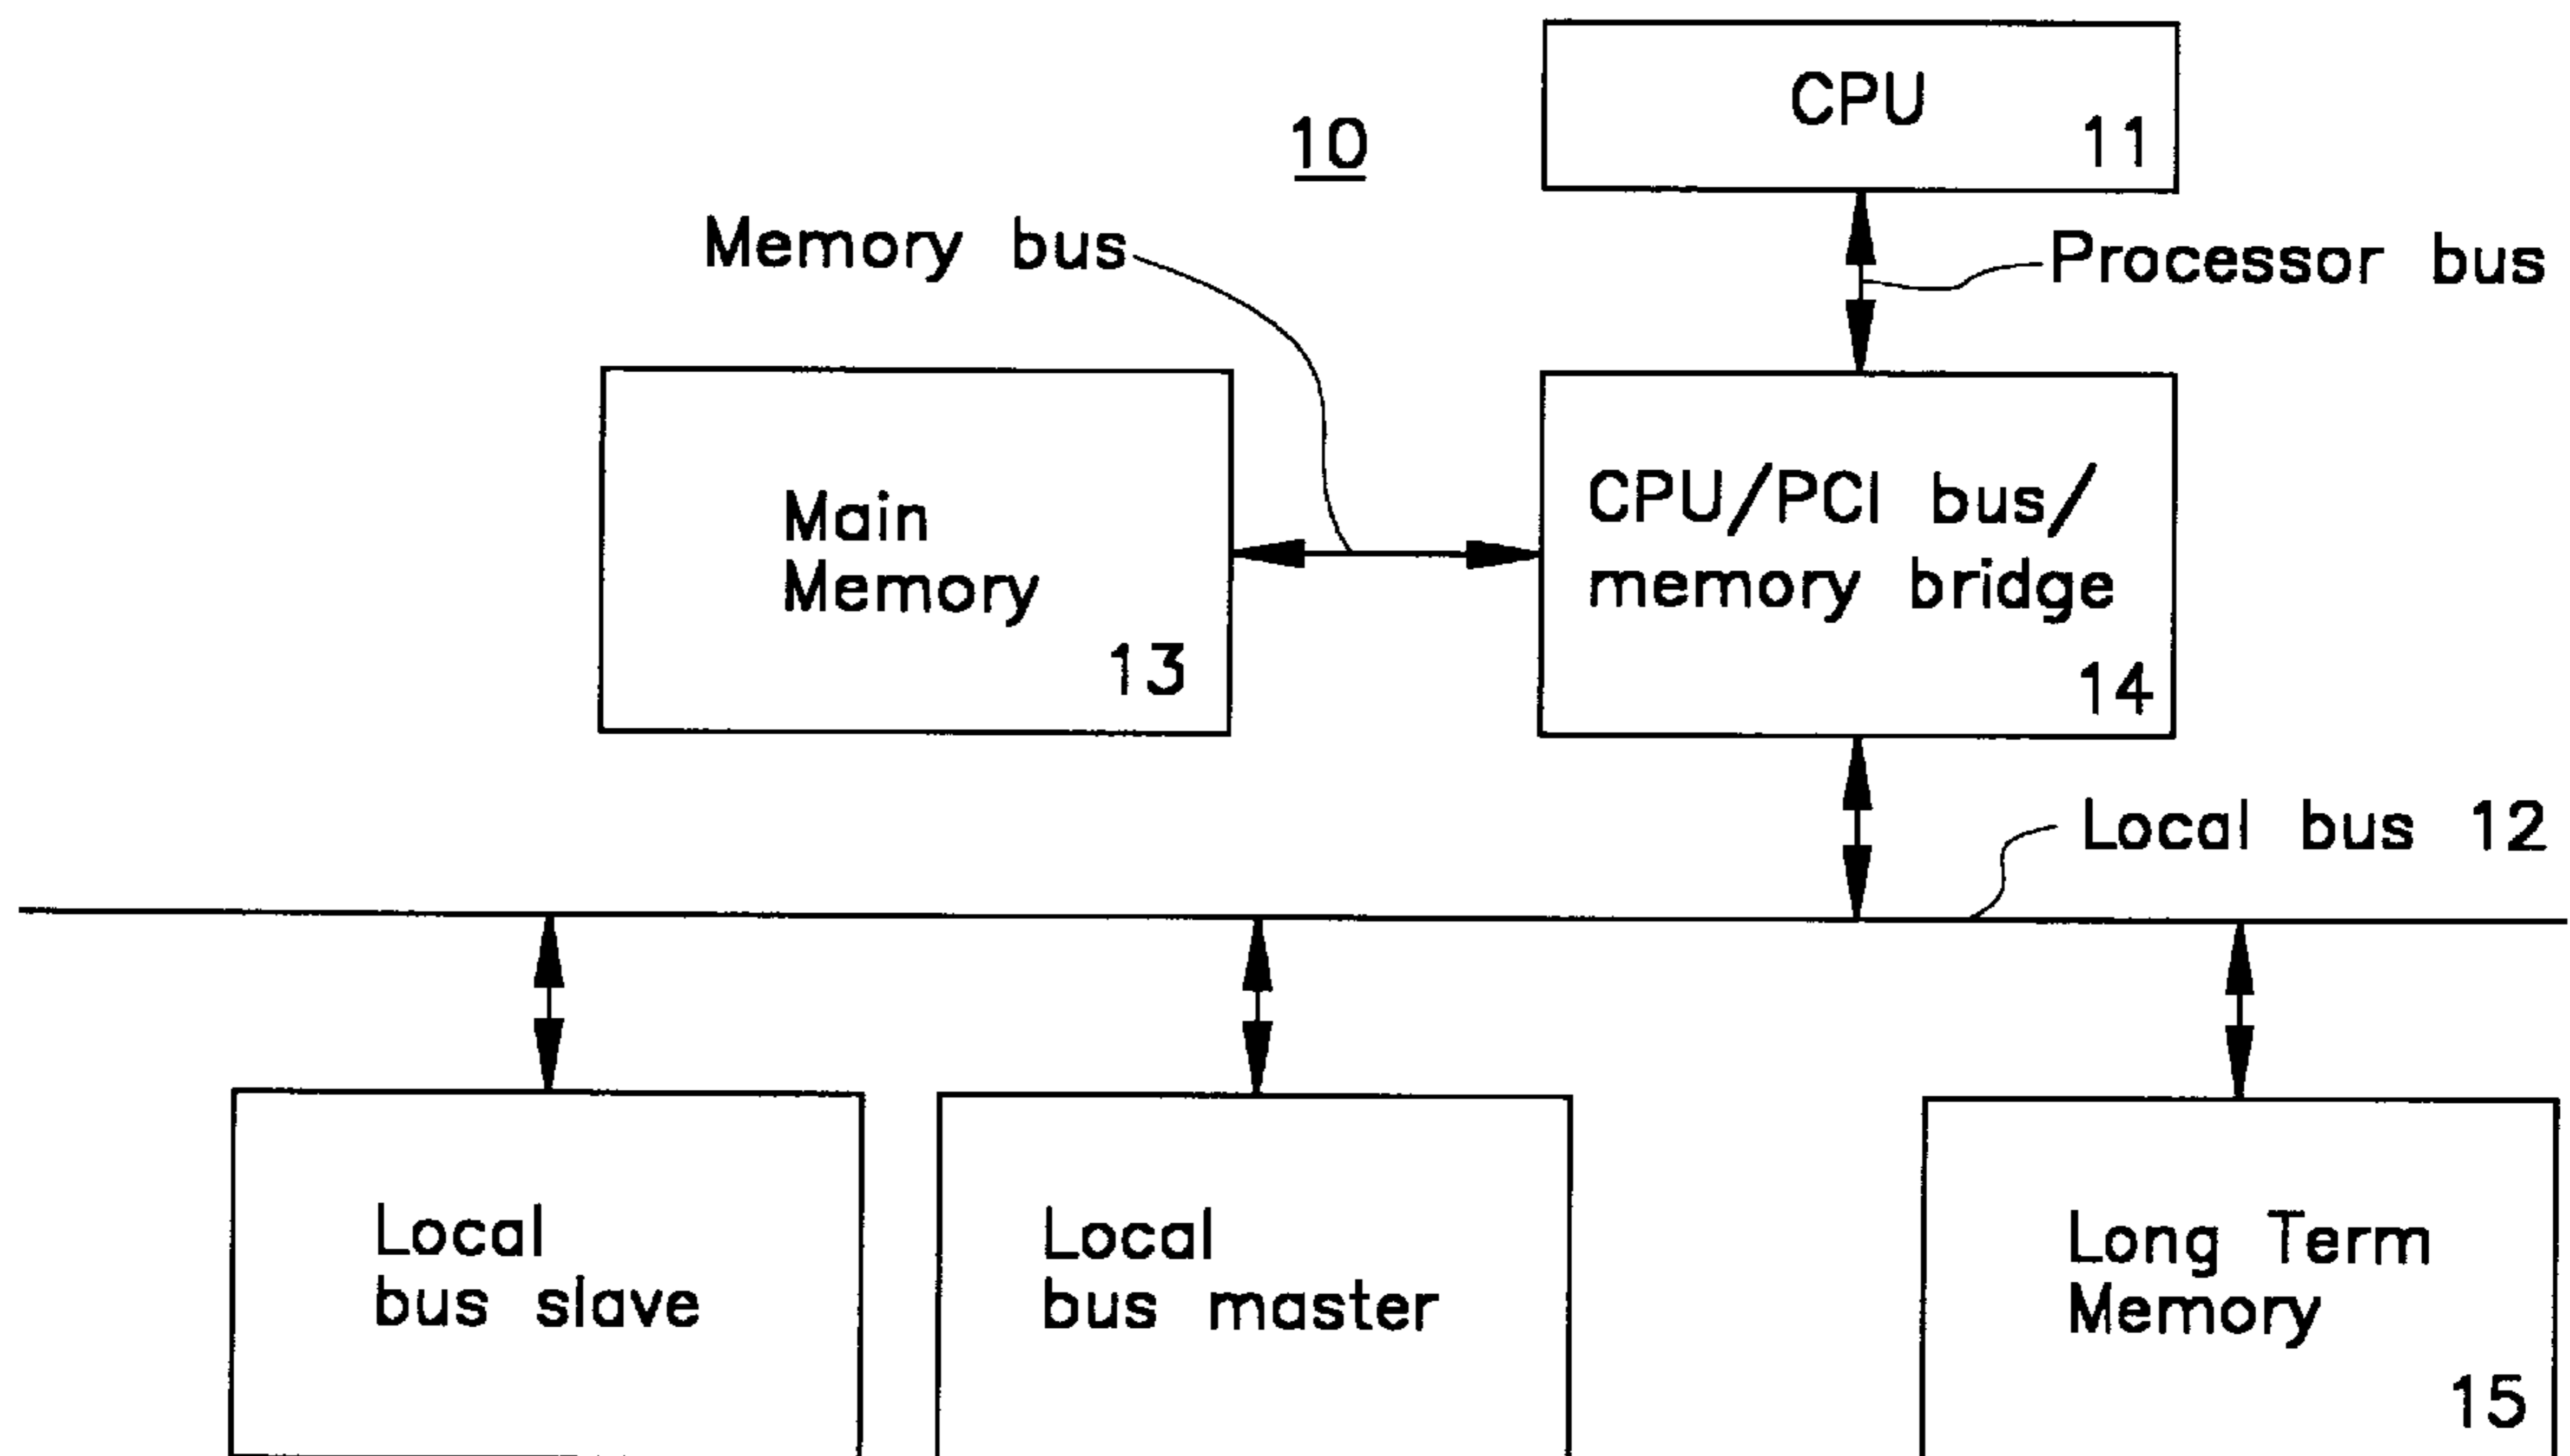 CPU
11
10
Memory bus
Processor bus
Main
Memory
13
CPU/PCI bus/
memory bridge
14
Local bus 12
Local
bus slave
Local
bus master
Long Term
Memory
15